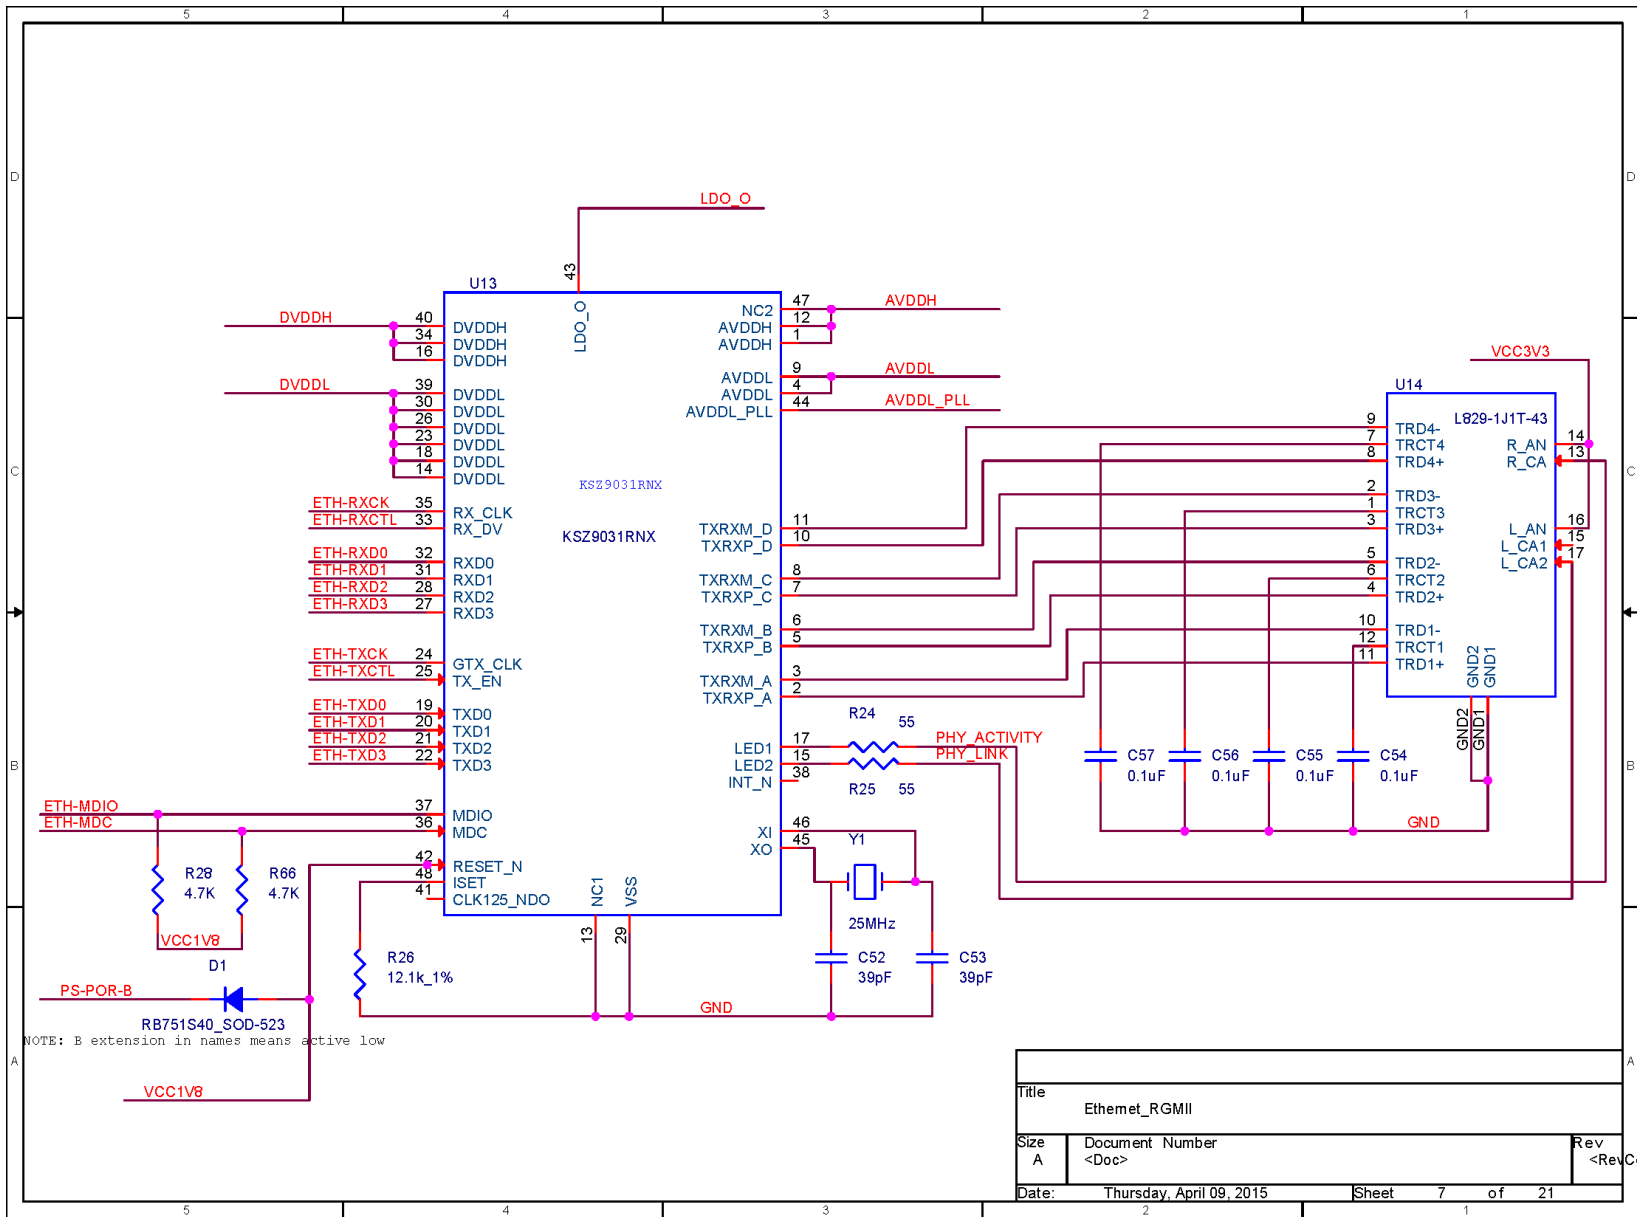 5 4 3 2 1
D D
LDO_O
43
U13
LDO_O
DVDDH 40 DVDDH
34 DVDDH
16 DVDDH
DVDDL 39 DVDDL
30 DVDDL
26 DVDDL
23 DVDDL
18 DVDDL
14 DVDDL
ETH-RXCK 35 RX_CLK
ETH-RXCTL 33 RX_DV
ETH-RXD0 32 RXD0
ETH-RXD1 31 RXD1
ETH-RXD2 28 RXD2
ETH-RXD3 27 RXD3
ETH-TXCK 24 GTX_CLK
ETH-TXCTL 25 TX_EN
ETH-TXD0 19 TXD0
ETH-TXD1 20 TXD1
ETH-TXD2 21 TXD2
ETH-TXD3 22 TXD3
ETH-MDIO 37 MDIO
ETH-MDC 36 MDC
42 RESET_N
48 ISET
41 CLK125_NDO
KSZ9031RNX
KSZ9031RNX
NC2 47 AVDDH
AVDDH 12
AVDDH 1
AVDDL 9 AVDDL
AVDDL 4
AVDDL_PLL 44 AVDDL_PLL
TXRXM_D 11
TXRXP_D 10
TXRXM_C 8
TXRXP_C 7
TXRXM_B 6
TXRXP_B 5
TXRXM_A 3
TXRXP_A 2
LED1 17
LED2 15
INT_N 38
XI 46
XO 45
NC1
VSS
13
29
R24 55
PHY_ACTIVITY
PHY_LINK
R25 55
Y1
25MHz
C52
39pF
C53
39pF
GND
R28
4.7K
R66
4.7K
VCC1V8
D1
PS-POR-B
RB751S40_SOD-523
NOTE: B extension in names means active low
VCC1V8
R26
12.1k_1%
VCC3V3
U14
L829-1J1T-43
9 TRD4-
7 TRCT4
8 TRD4+
2 TRD3-
1 TRCT3
3 TRD3+
5 TRD2-
6 TRCT2
4 TRD2+
10 TRD1-
12 TRCT1
11 TRD1+
R_AN 14
R_CA 13
L_AN 16
L_CA1 15
L_CA2 17
GND2
GND1
GND2
GND1
C57
0.1uF
C56
0.1uF
C55
0.1uF
C54
0.1uF
GND
C C
B B
A A
Title
Ethernet_RGMII
Size
A
Document Number
<Doc>
Rev
<RevC
Date: Thursday, April 09, 2015 Sheet 7 of 21
5 4 3 2 1